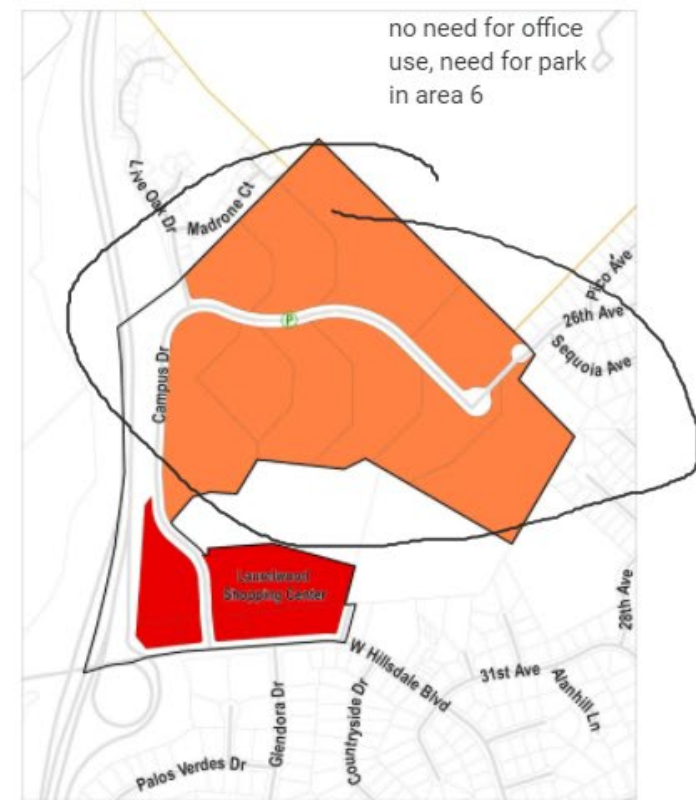 no need for office
use, need for park
in area 6
Live Oak Dr
Madrone Ct
Pico Ave
26th Ave
Sequoia Ave
P
Campus Dr
Laurelwood
Shopping Center
28th Ave
W Hillsdale Blvd
31st Ave
Alanhill Ln
Glendora Dr
Countryside Dr
Palos Verdes Dr